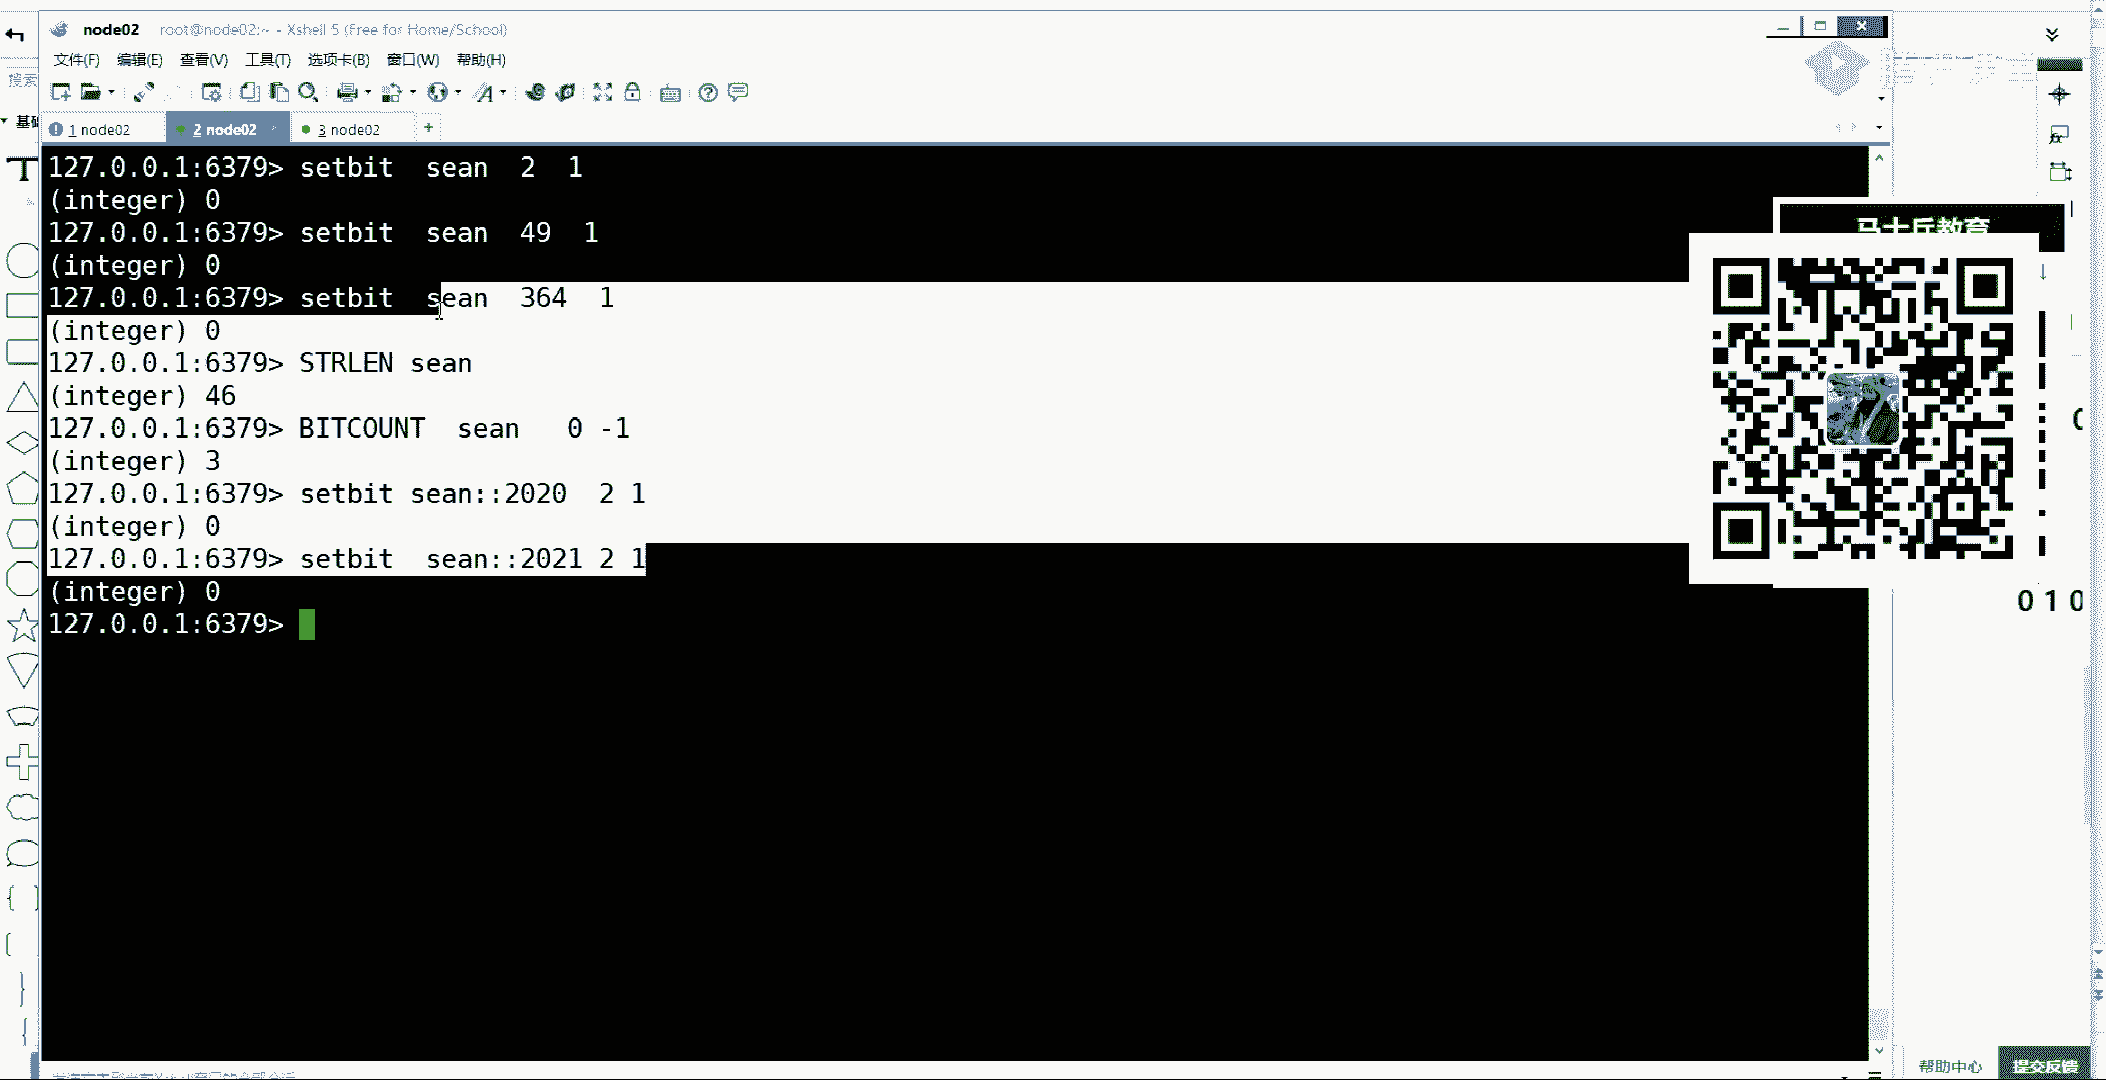 node02 root@node02:~ - Xshell 5 (Free for Home/School)
文件(F) 编辑(E) 查看(V) 工具(T) 选项卡(B) 窗口(W) 帮助(H)
搜索
基础
1 node02 2 node02 3 node02 +
127.0.0.1:6379> setbit sean 2 1
(integer) 0
127.0.0.1:6379> setbit sean 49 1
(integer) 0
127.0.0.1:6379> setbit sean 364 1
(integer) 0
127.0.0.1:6379> STRLEN sean
(integer) 46
127.0.0.1:6379> BITCOUNT sean 0 -1
(integer) 3
127.0.0.1:6379> setbit sean::2020 2 1
(integer) 0
127.0.0.1:6379> setbit sean::2021 2 1
(integer) 0
127.0.0.1:6379>
马士兵教育
0 1 0
帮助中心 提交反馈